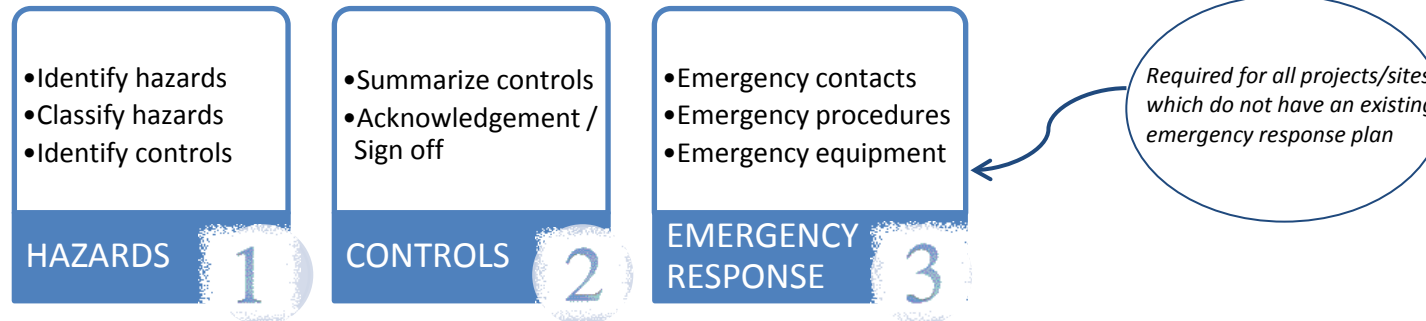 •Identify hazards
•Classify hazards
•Identify controls
HAZARDS
1
•Summarize controls
•Acknowledgement /
Sign off
CONTROLS
2
•Emergency contacts
•Emergency procedures
•Emergency equipment
EMERGENCY
RESPONSE
3
Required for all projects/sites
which do not have an existing
emergency response plan